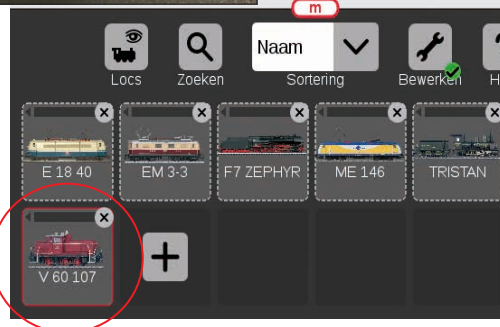 m
Naam
Locs Zoeken Sortering Bewerken H
E 18 40 EM 3-3 F7 ZEPHYR ME 146 TRISTAN
V 60 107